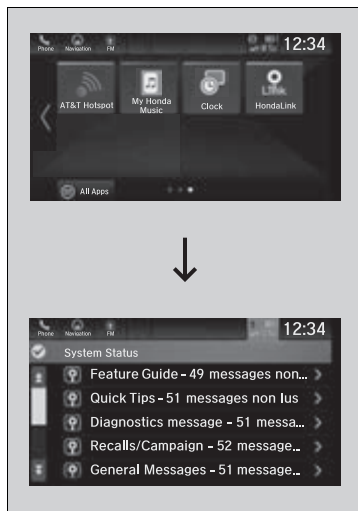 Phone Navigation FM 12:34
AT&T Hotspot
My Honda
Music
Clock
HondaLink
All Apps
Phone Navigation FM 12:34
System Status
Feature Guide – 49 messages non...
Quick Tips – 51 messages non lus
Diagnostics message – 51 messa...
Recalls/Campaign – 52 message...
General Messages – 51 message...